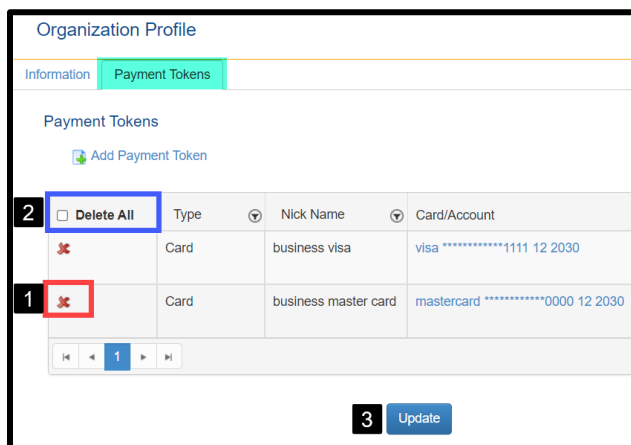 Organization Profile
Information Payment Tokens
Payment Tokens
Add Payment Token
2 Delete All Type Nick Name Card/Account
Card business visa visa ************1111 12 2030
1 Card business master card mastercard ************0000 12 2030
1
3 Update